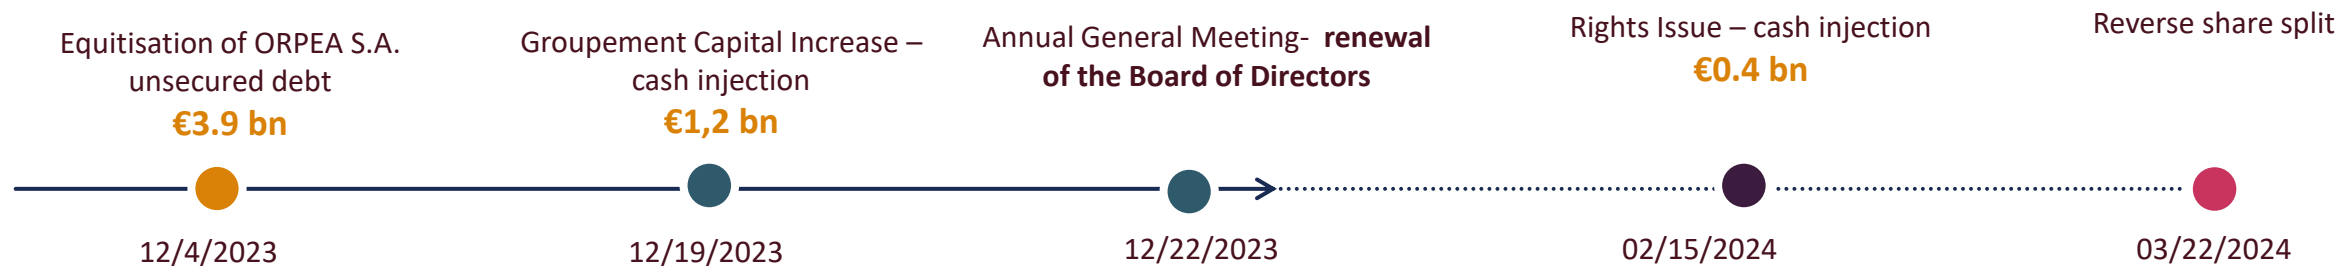 Equitisation of ORPEA S.A.
unsecured debt
€3.9 bn
12/4/2023
Groupement Capital Increase –
cash injection
€1,2 bn
12/19/2023
Annual General Meeting- renewal
of the Board of Directors
12/22/2023
Rights Issue – cash injection
€0.4 bn
02/15/2024
Reverse share split
03/22/2024